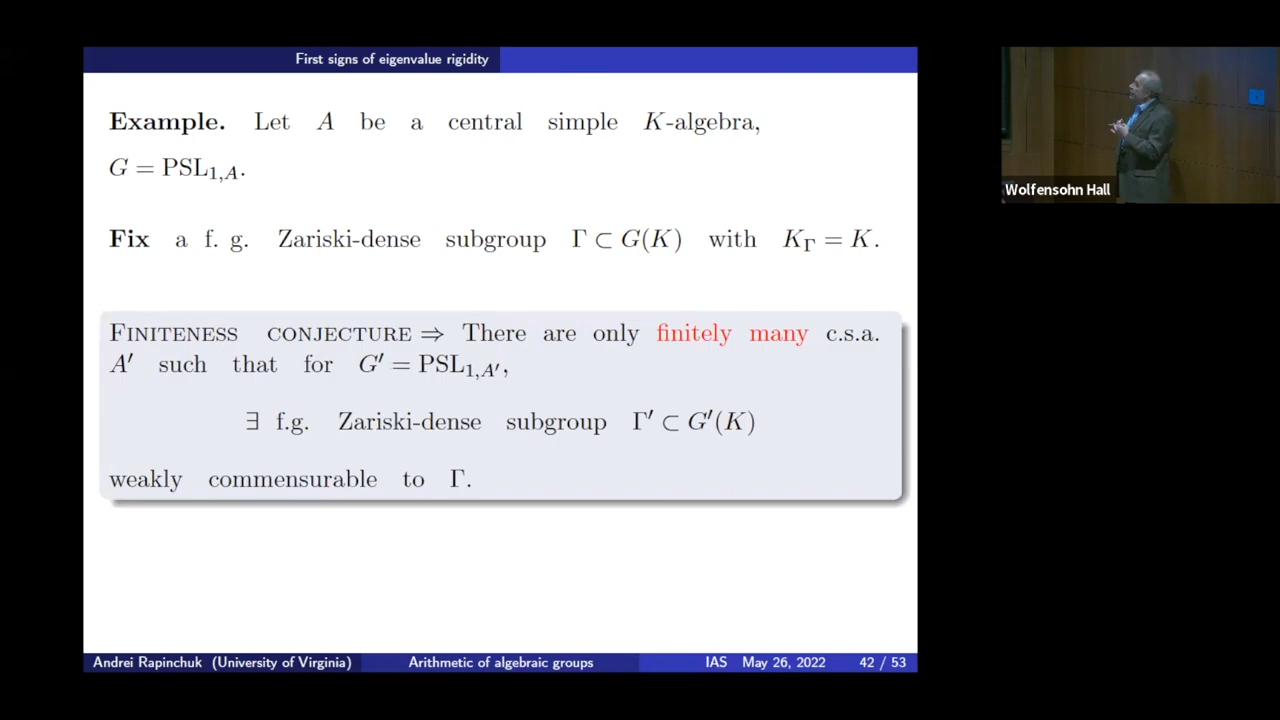 First signs of eigenvalue rigidity
Example. Let A be a central simple K-algebra,
G = PSL₁,A.
Fix a f. g. Zariski-dense subgroup Γ ⊂ G(K) with K_Γ = K.
Finiteness conjecture ⇒ There are only finitely many c.s.a.
A′ such that for G′ = PSL₁,A′,
∃ f.g. Zariski-dense subgroup Γ′ ⊂ G′(K)
weakly commensurable to Γ.
Andrei Rapinchuk (University of Virginia) Arithmetic of algebraic groups IAS May 26, 2022 42 / 53
Wolfensohn Hall